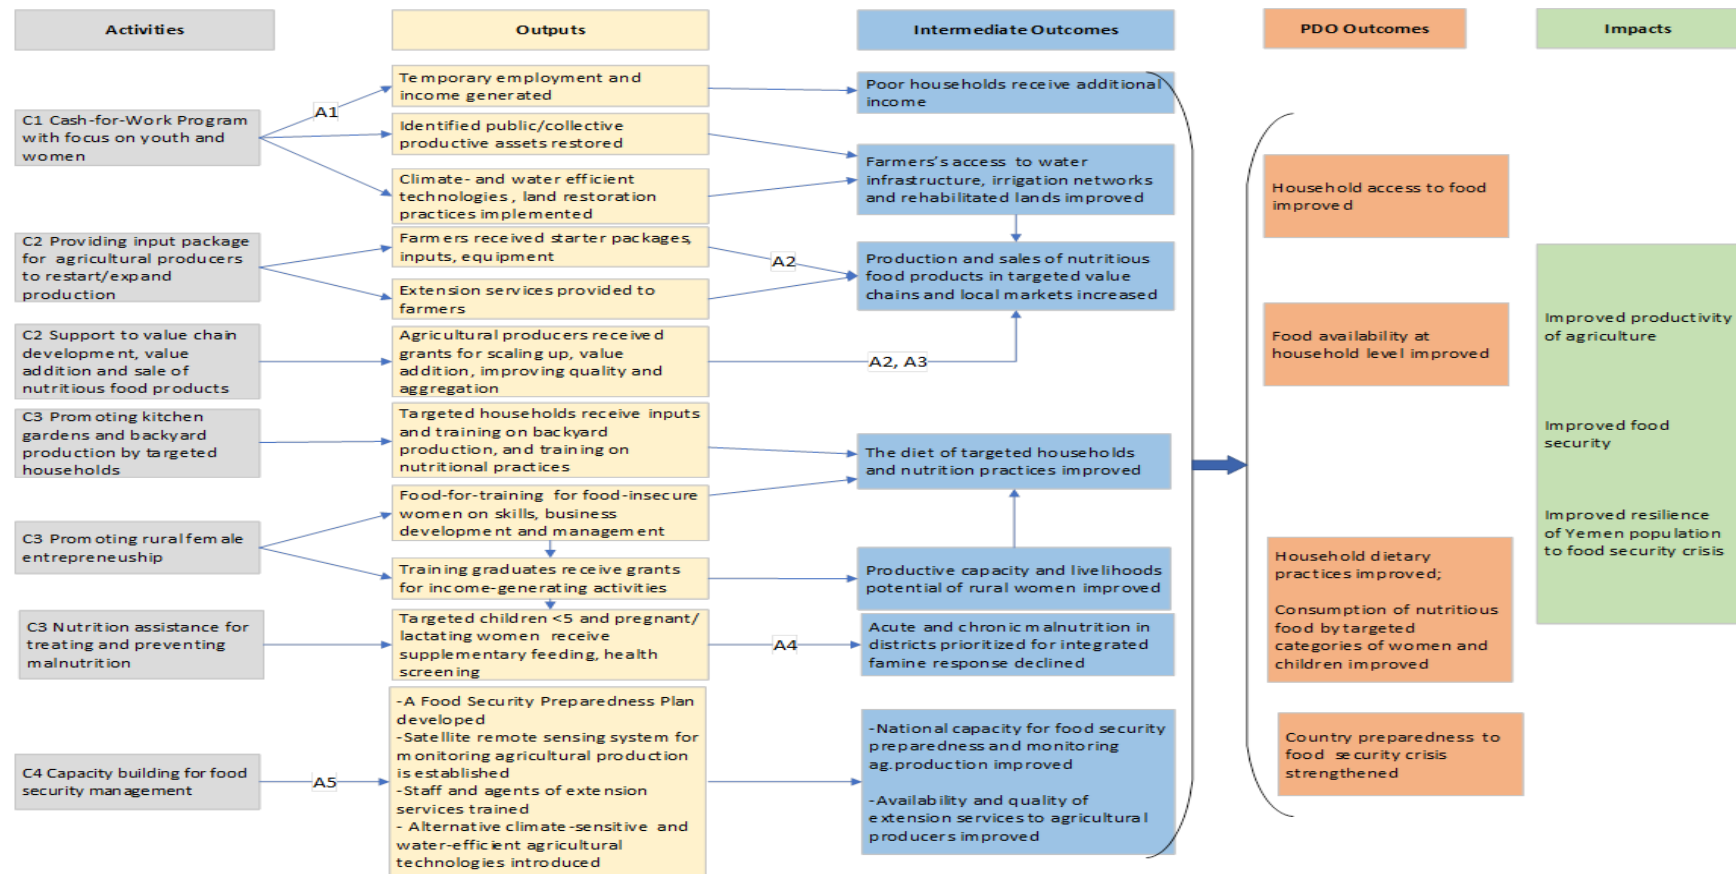 Activities
Outputs
Intermediate Outcomes
PDO Outcomes
Impacts
C1 Cash-for-Work Program
with focus on youth and
women
C2 Providing input package
for agricultural producers
to restart/expand
production
C2 Support to value chain
development, value
addition and sale of
nutritious food products
C3 Promoting kitchen
gardens and backyard
production by targeted
households
C3 Promoting rural female
entrepreneuship
C3 Nutrition assistance for
treating and preventing
malnutrition
C4 Capacity building for food
security management
A1
A5
Temporary employment and
income generated
Identified public/collective
productive assets restored
Climate- and water efficient
technologies , land restoration
practices implemented
Farmers received starter packages,
inputs, equipment
Extension services provided to
farmers
Agricultural producers received
grants for scaling up, value
addition, improving quality and
aggregation
Targeted households receive inputs
and training on backyard
production, and training on
nutritional practices
Food-for-training for food-insecure
women on skills, business
development and management
Training graduates receive grants
for income-generating activities
Targeted children <5 and pregnant/
lactating women receive
supplementary feeding, health
screening
-A Food Security Preparedness Plan
developed
-Satellite remote sensing system for
monitoring agricultural production
is established
-Staff and agents of extension
services trained
- Alternative climate-sensitive and
water-efficient agricultural
technologies introduced
A2
A2, A3
A4
Poor households receive additional
income
Farmers's access to water
infrastructure, irrigation networks
and rehabilitated lands improved
Production and sales of nutritious
food products in targeted value
chains and local markets increased
The diet of targeted households
and nutrition practices improved
Productive capacity and livelihoods
potential of rural women improved
Acute and chronic malnutrition in
districts prioritized for integrated
famine response declined
-National capacity for food security
preparedness and monitoring
ag.production improved
-Availability and quality of
extension services to agricultural
producers improved
Household access to food
improved
Food availability at
household level improved
Household dietary
practices improved;
Consumption of nutritious
food by targeted
categories of women and
children improved
Country preparedness to
food security crisis
strengthened
Improved productivity
of agriculture
Improved food
security
Improved resilience
of Yemen population
to food security crisis